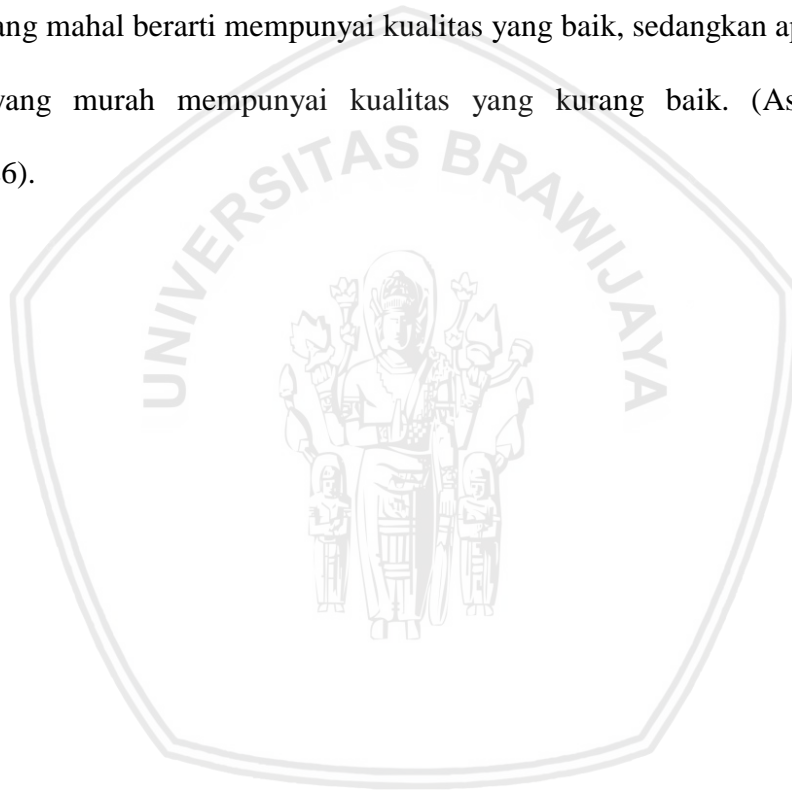 ang mahal berarti mempunyai kualitas yang baik, sedangkan ap
yang murah mempunyai kualitas yang kurang baik. (As
6).
UNIVERSITAS BRAWIJAYA